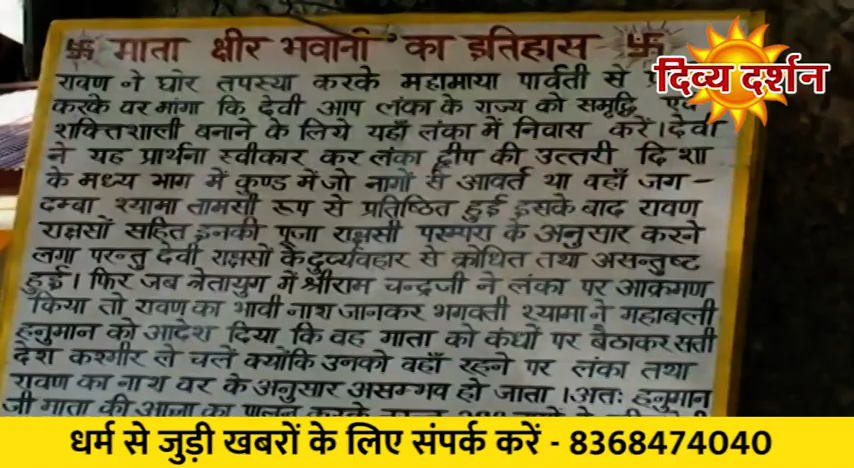 卐 माता क्षीर भवानी का इतिहास 卐
दिव्य दर्शन
रावण ने घोर तपस्या करके महामाया पार्वती से
करके वर मांगा कि देवी आप लंका के राज्य को समृद्धि एवं
शक्तिशाली बनाने के लिये यहाँ लंका में निवास करें।देवी
ने यह प्रार्थना स्वीकार कर लंका द्वीप की उत्तरी दिशा
के मध्य भाग में कुण्ड में जो नागों से आवर्त था वहाँ जग-
दम्बा श्यामा तामसी रूप से प्रतिष्ठित हुई इसके बाद रावण
राक्षसों सहित इनकी पूजा राक्षसी परम्परा के अनुसार करने
लगा परन्तु देवी राक्षसों के दुर्व्यवहार से क्रोधित तथा असन्तुष्ट
हुई। फिर जब त्रेतायुग में श्रीराम चन्द्रजी ने लंका पर आक्रमण
किया तो रावण का भावी नाश जानकर भगवती श्यामा ने महाबली
हनुमान को आदेश दिया कि वह माता को कंधों पर बैठाकर सती
देश कश्मीर ले चलें क्योंकि उनको वहाँ रहने पर लंका तथा
रावण का नाश वर के अनुसार असम्भव हो जाता।अतः हनुमान
जी माता की आज्ञा का पालन करके
धर्म से जुड़ी खबरों के लिए संपर्क करें - 8368474040